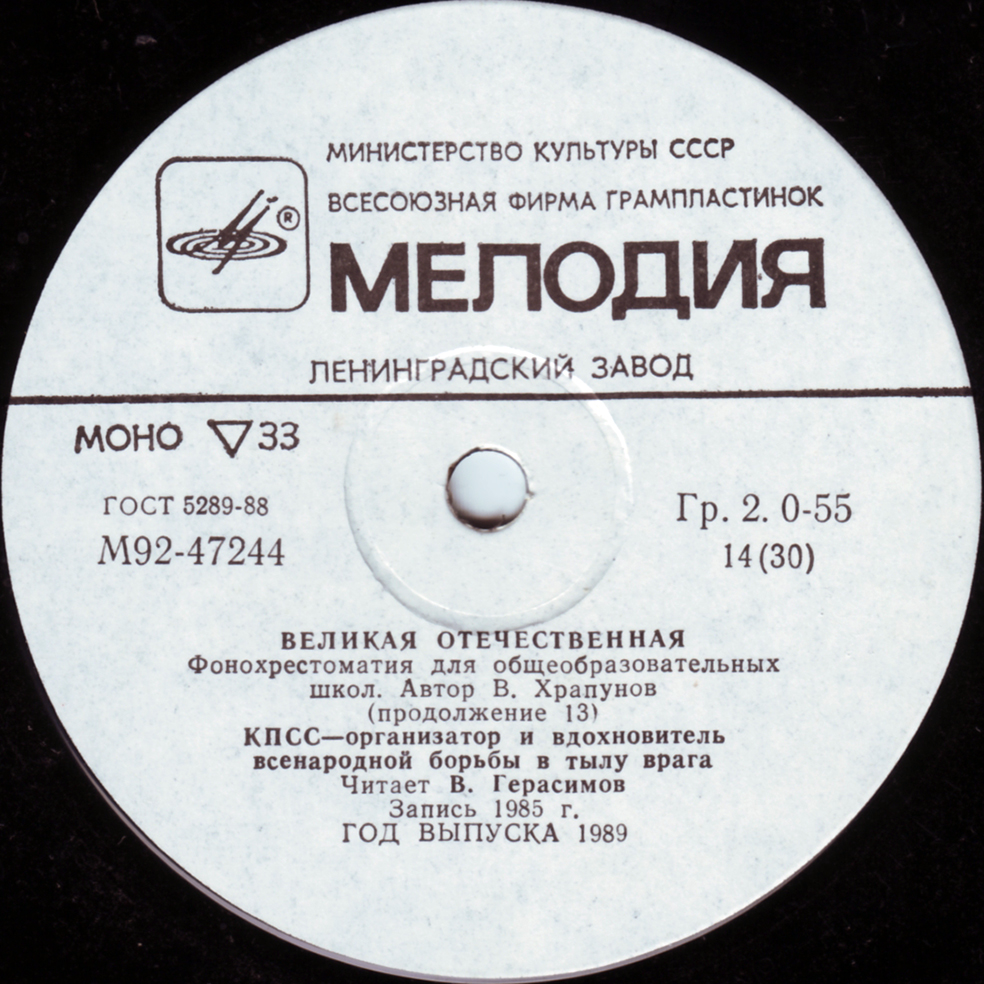 МИНИСТЕРСТВО КУЛЬТУРЫ СССР
ВСЕСОЮЗНАЯ ФИРМА ГРАМПЛАСТИНОК
®
МЕЛОДИЯ
ЛЕНИНГРАДСКИЙ ЗАВОД
МОНО ▽33
ГОСТ 5289-88
М92-47244
Гр. 2. 0-55
14(30)
ВЕЛИКАЯ ОТЕЧЕСТВЕННАЯ
Фонохрестоматия для общеобразовательных
школ. Автор В. Храпунов
(продолжение 13)
КПСС—организатор и вдохновитель
всенародной борьбы в тылу врага
Читает В. Герасимов
Запись 1985 г.
ГОД ВЫПУСКА 1989